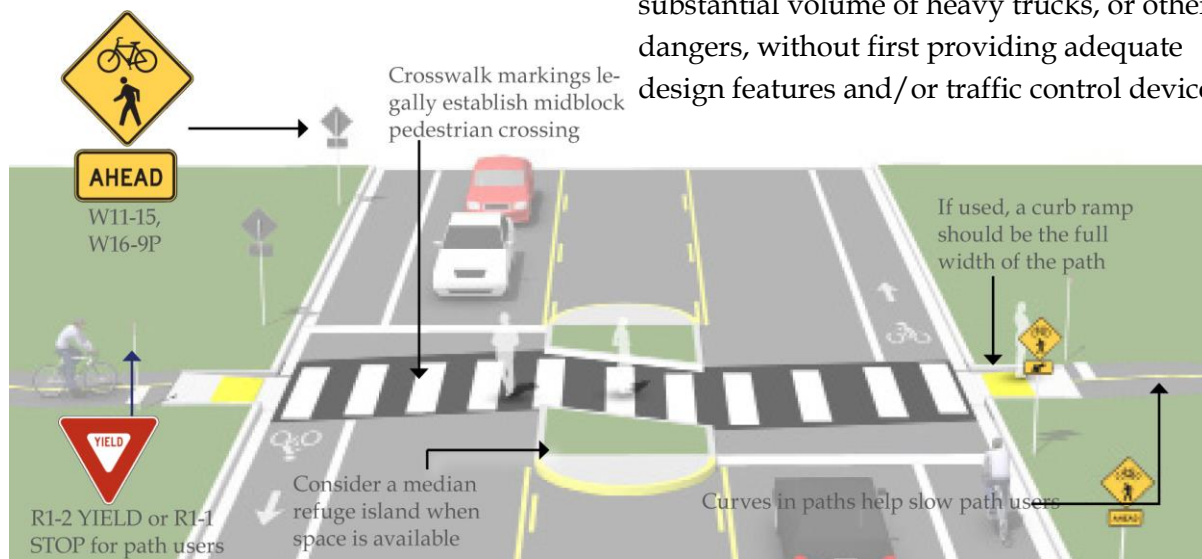 substantial volume of heavy trucks, or other
dangers, without first providing adequate
design features and/or traffic control device
Crosswalk markings le-
gally establish midblock
pedestrian crossing
AHEAD
W11-15,
W16-9P
If used, a curb ramp
should be the full
width of the path
YIELD
R1-2 YIELD or R1-1
STOP for path users
Consider a median
refuge island when
space is available
Curves in paths help slow path users
AHEAD